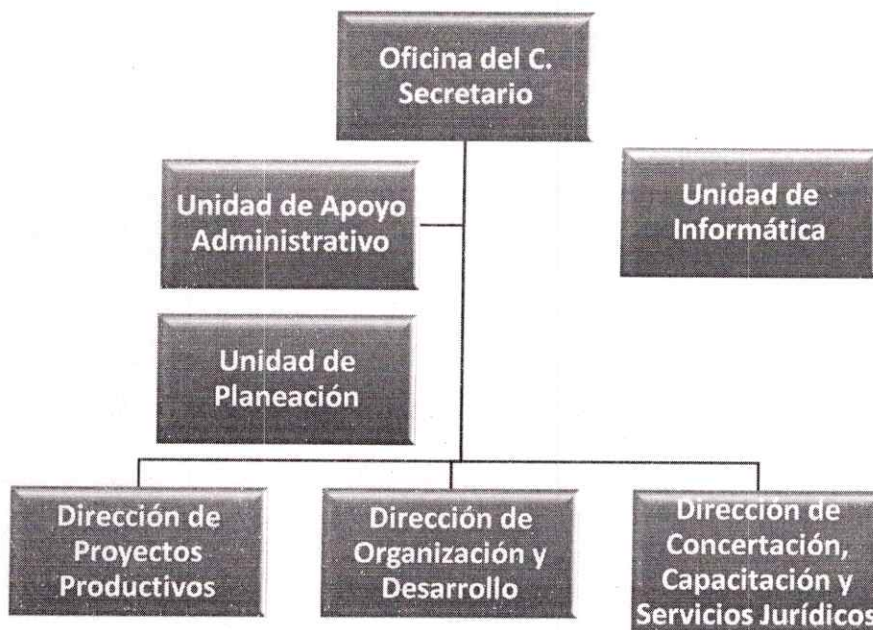 Oficina del C.
Secretario
Unidad de Apoyo
Administrativo
Unidad de
Informática
Unidad de
Planeación
Dirección de
Proyectos
Productivos
Dirección de
Organización y
Desarrollo
Dirección de
Concertación,
Capacitación y
Servicios Jurídicos